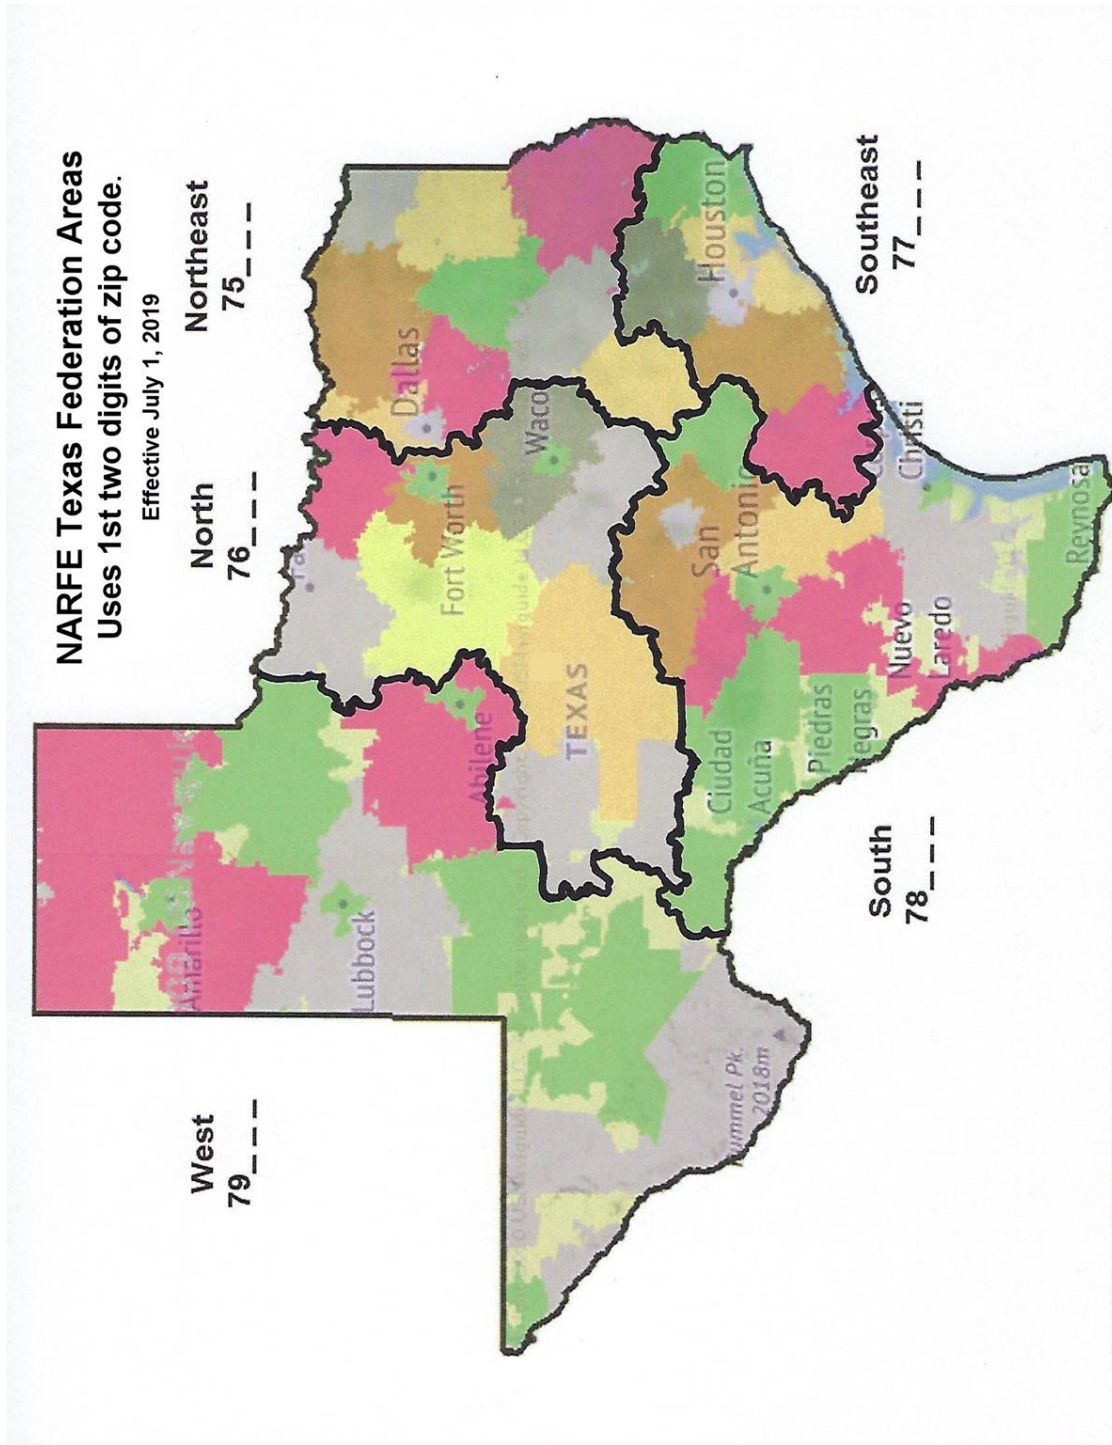 NARFE Texas Federation Areas
Uses 1st two digits of zip code.
Effective July 1, 2019
West
79_ _ _
North
76_ _ _
Northeast
75_ _ _
Amarillo
Lubbock
Abilene
Fort Worth
Dallas
Waco
TEXAS
Houston
San
Antonio
Ciudad
Acuña
Piedras
Negras
Nuevo
Laredo
Christi
Reynosa
ummel Pk.
2018m
South
78_ _ _
Southeast
77_ _ _